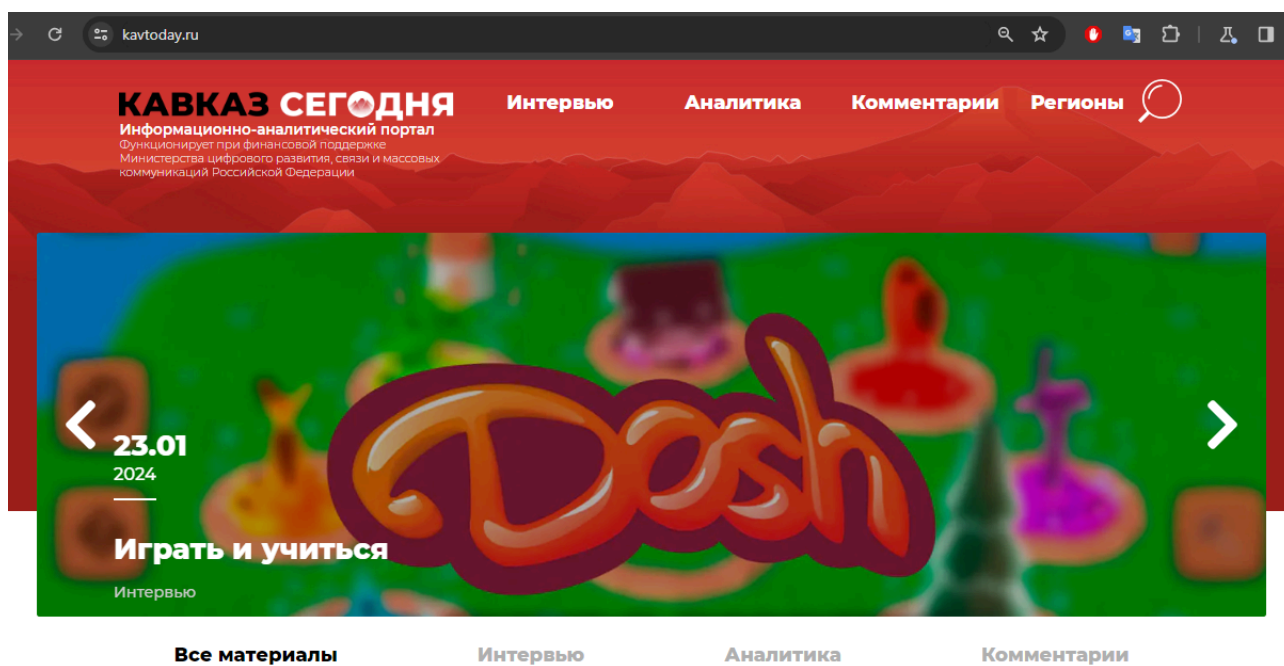 kavtoday.ru
КАВКАЗ СЕГОДНЯ
Интервью Аналитика Комментарии Регионы
Информационно-аналитический портал
Функционирует при финансовой поддержке
Министерства цифрового развития, связи и массовых
коммуникаций Российской Федерации
Dosh
23.01
2024
Играть и учиться
Интервью
Все материалы Интервью Аналитика Комментарии